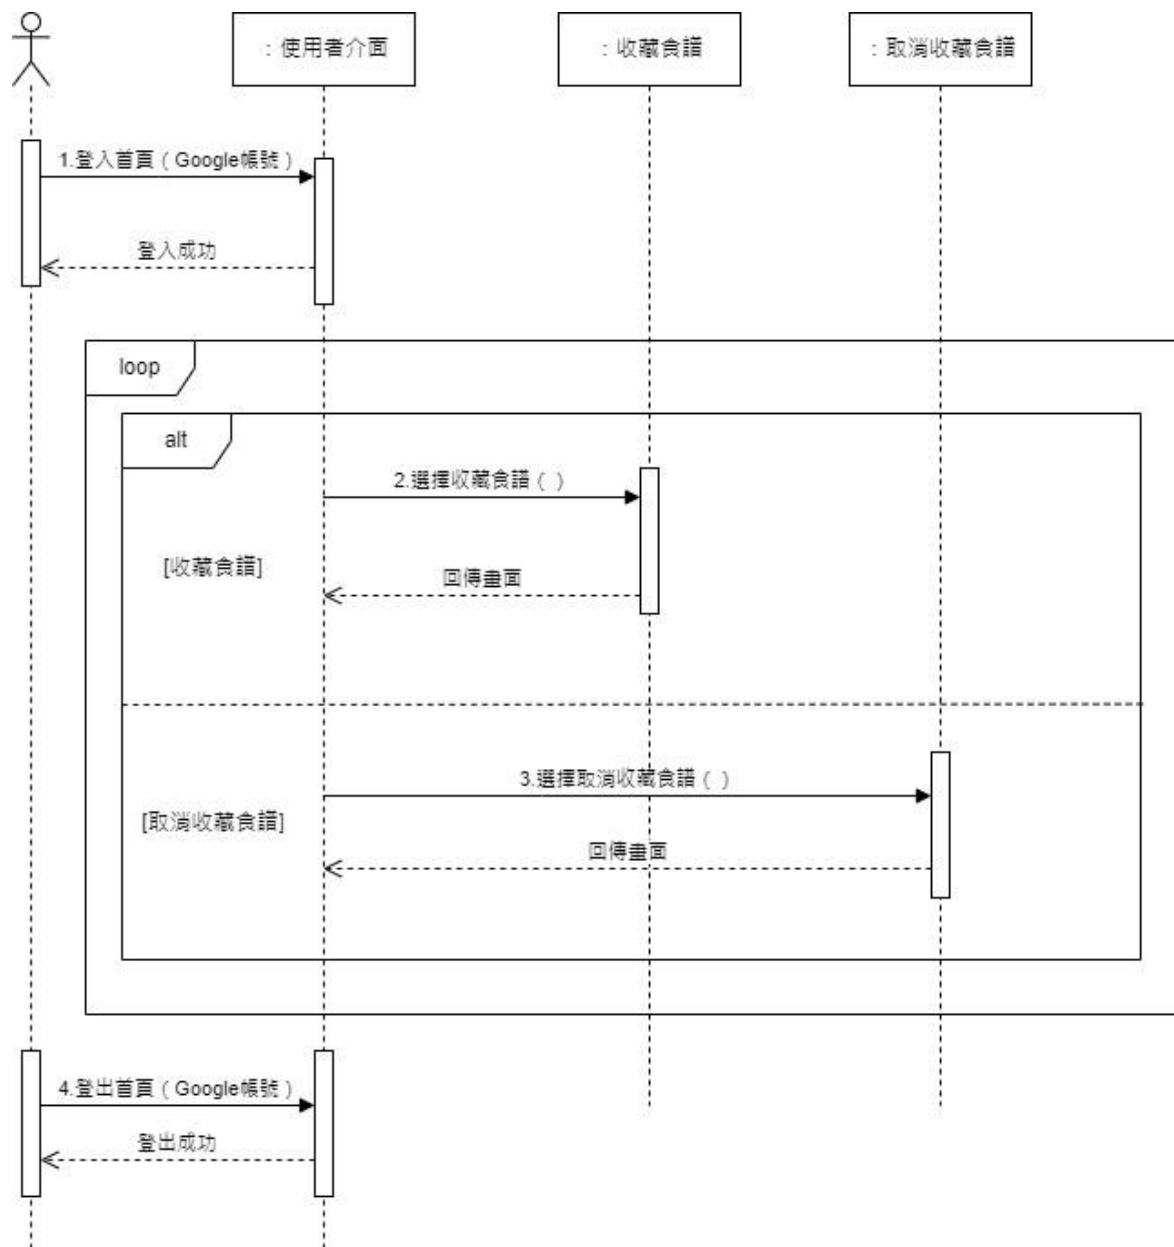 ：使用者介面
：收藏食譜
：取消收藏食譜
1.登入首頁（Google帳號）
登入成功
loop
alt
2.選擇收藏食譜（）
[收藏食譜]
回傳畫面
3.選擇取消收藏食譜（）
[取消收藏食譜]
回傳畫面
4.登出首頁（Google帳號）
登出成功